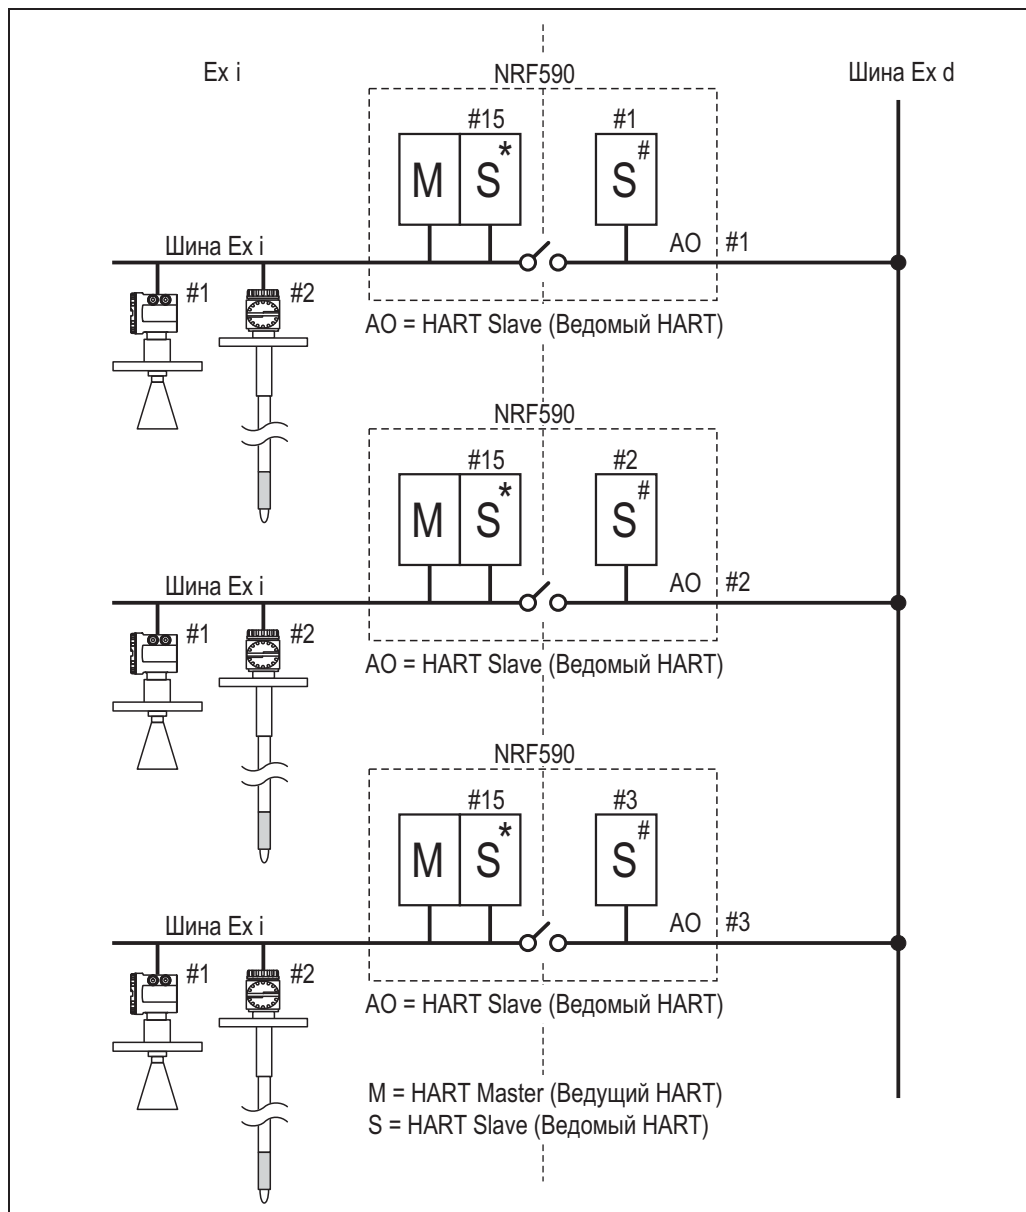 Ex i
NRF590
Шина Ex d
#15
#1
M
S*
S#
Шина Ex i
AO
#1
#1
#2
AO = HART Slave (Ведомый HART)
NRF590
#15
#2
M
S*
S#
Шина Ex i
AO
#2
#1
#2
AO = HART Slave (Ведомый HART)
NRF590
#15
#3
M
S*
S#
Шина Ex i
AO
#3
#1
#2
AO = HART Slave (Ведомый HART)
M = HART Master (Ведущий HART)
S = HART Slave (Ведомый HART)